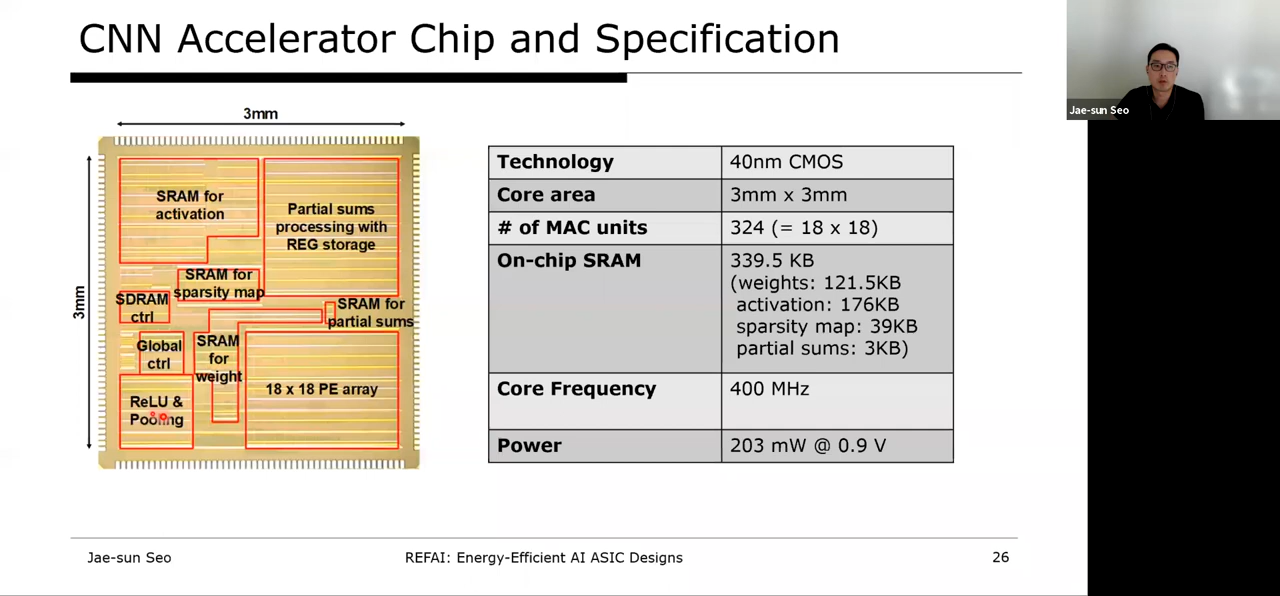 CNN Accelerator Chip and Specification
Jae-sun Seo
3mm
3mm
SRAM for
activation
Partial sums
processing with
REG storage
SRAM for
sparsity map
SDRAM
ctrl
SRAM for
partial sums
Global
ctrl
SRAM
for
weight
18 x 18 PE array
ReLU &
Pooling
Technology 40nm CMOS
Core area 3mm x 3mm
# of MAC units 324 (= 18 x 18)
On-chip SRAM 339.5 KB
(weights: 121.5KB
activation: 176KB
sparsity map: 39KB
partial sums: 3KB)
Core Frequency 400 MHz
Power 203 mW @ 0.9 V
Jae-sun Seo
REFAI: Energy-Efficient AI ASIC Designs
26